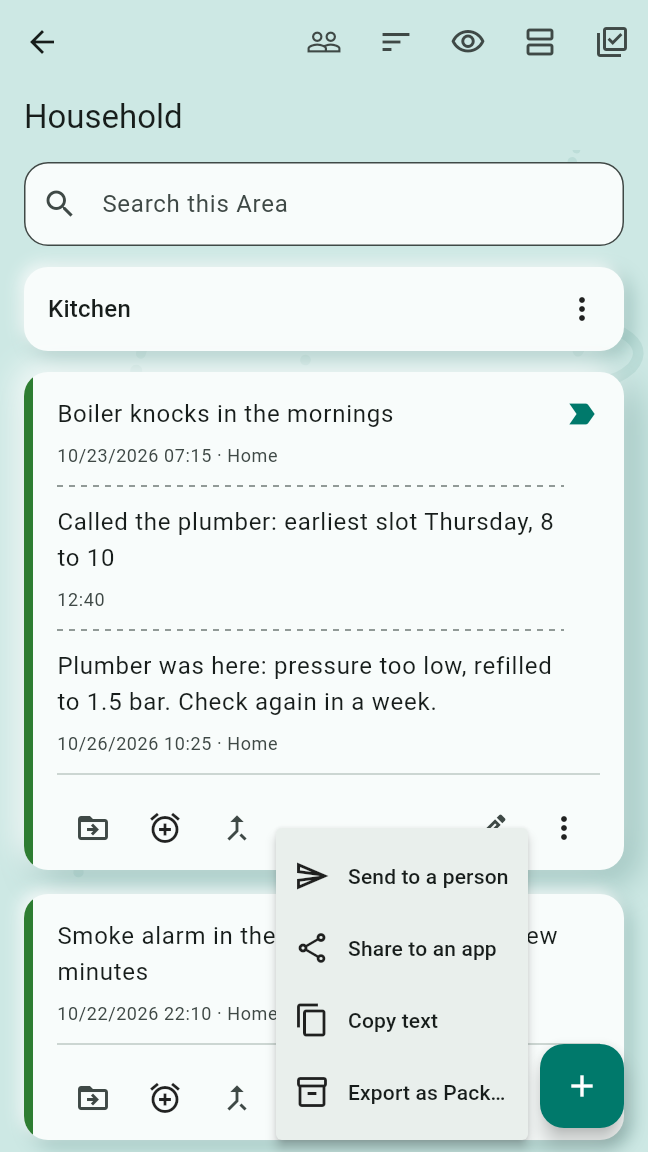 Household
Search this Area
Kitchen
Boiler knocks in the mornings
10/23/2026 07:15 · Home
Called the plumber: earliest slot Thursday, 8
to 10
12:40
Plumber was here: pressure too low, refilled
to 1.5 bar. Check again in a week.
10/26/2026 10:25 · Home
Send to a person
Share to an app
Copy text
Export as Pack…
Smoke alarm in the
minutes
10/22/2026 22:10 · Home